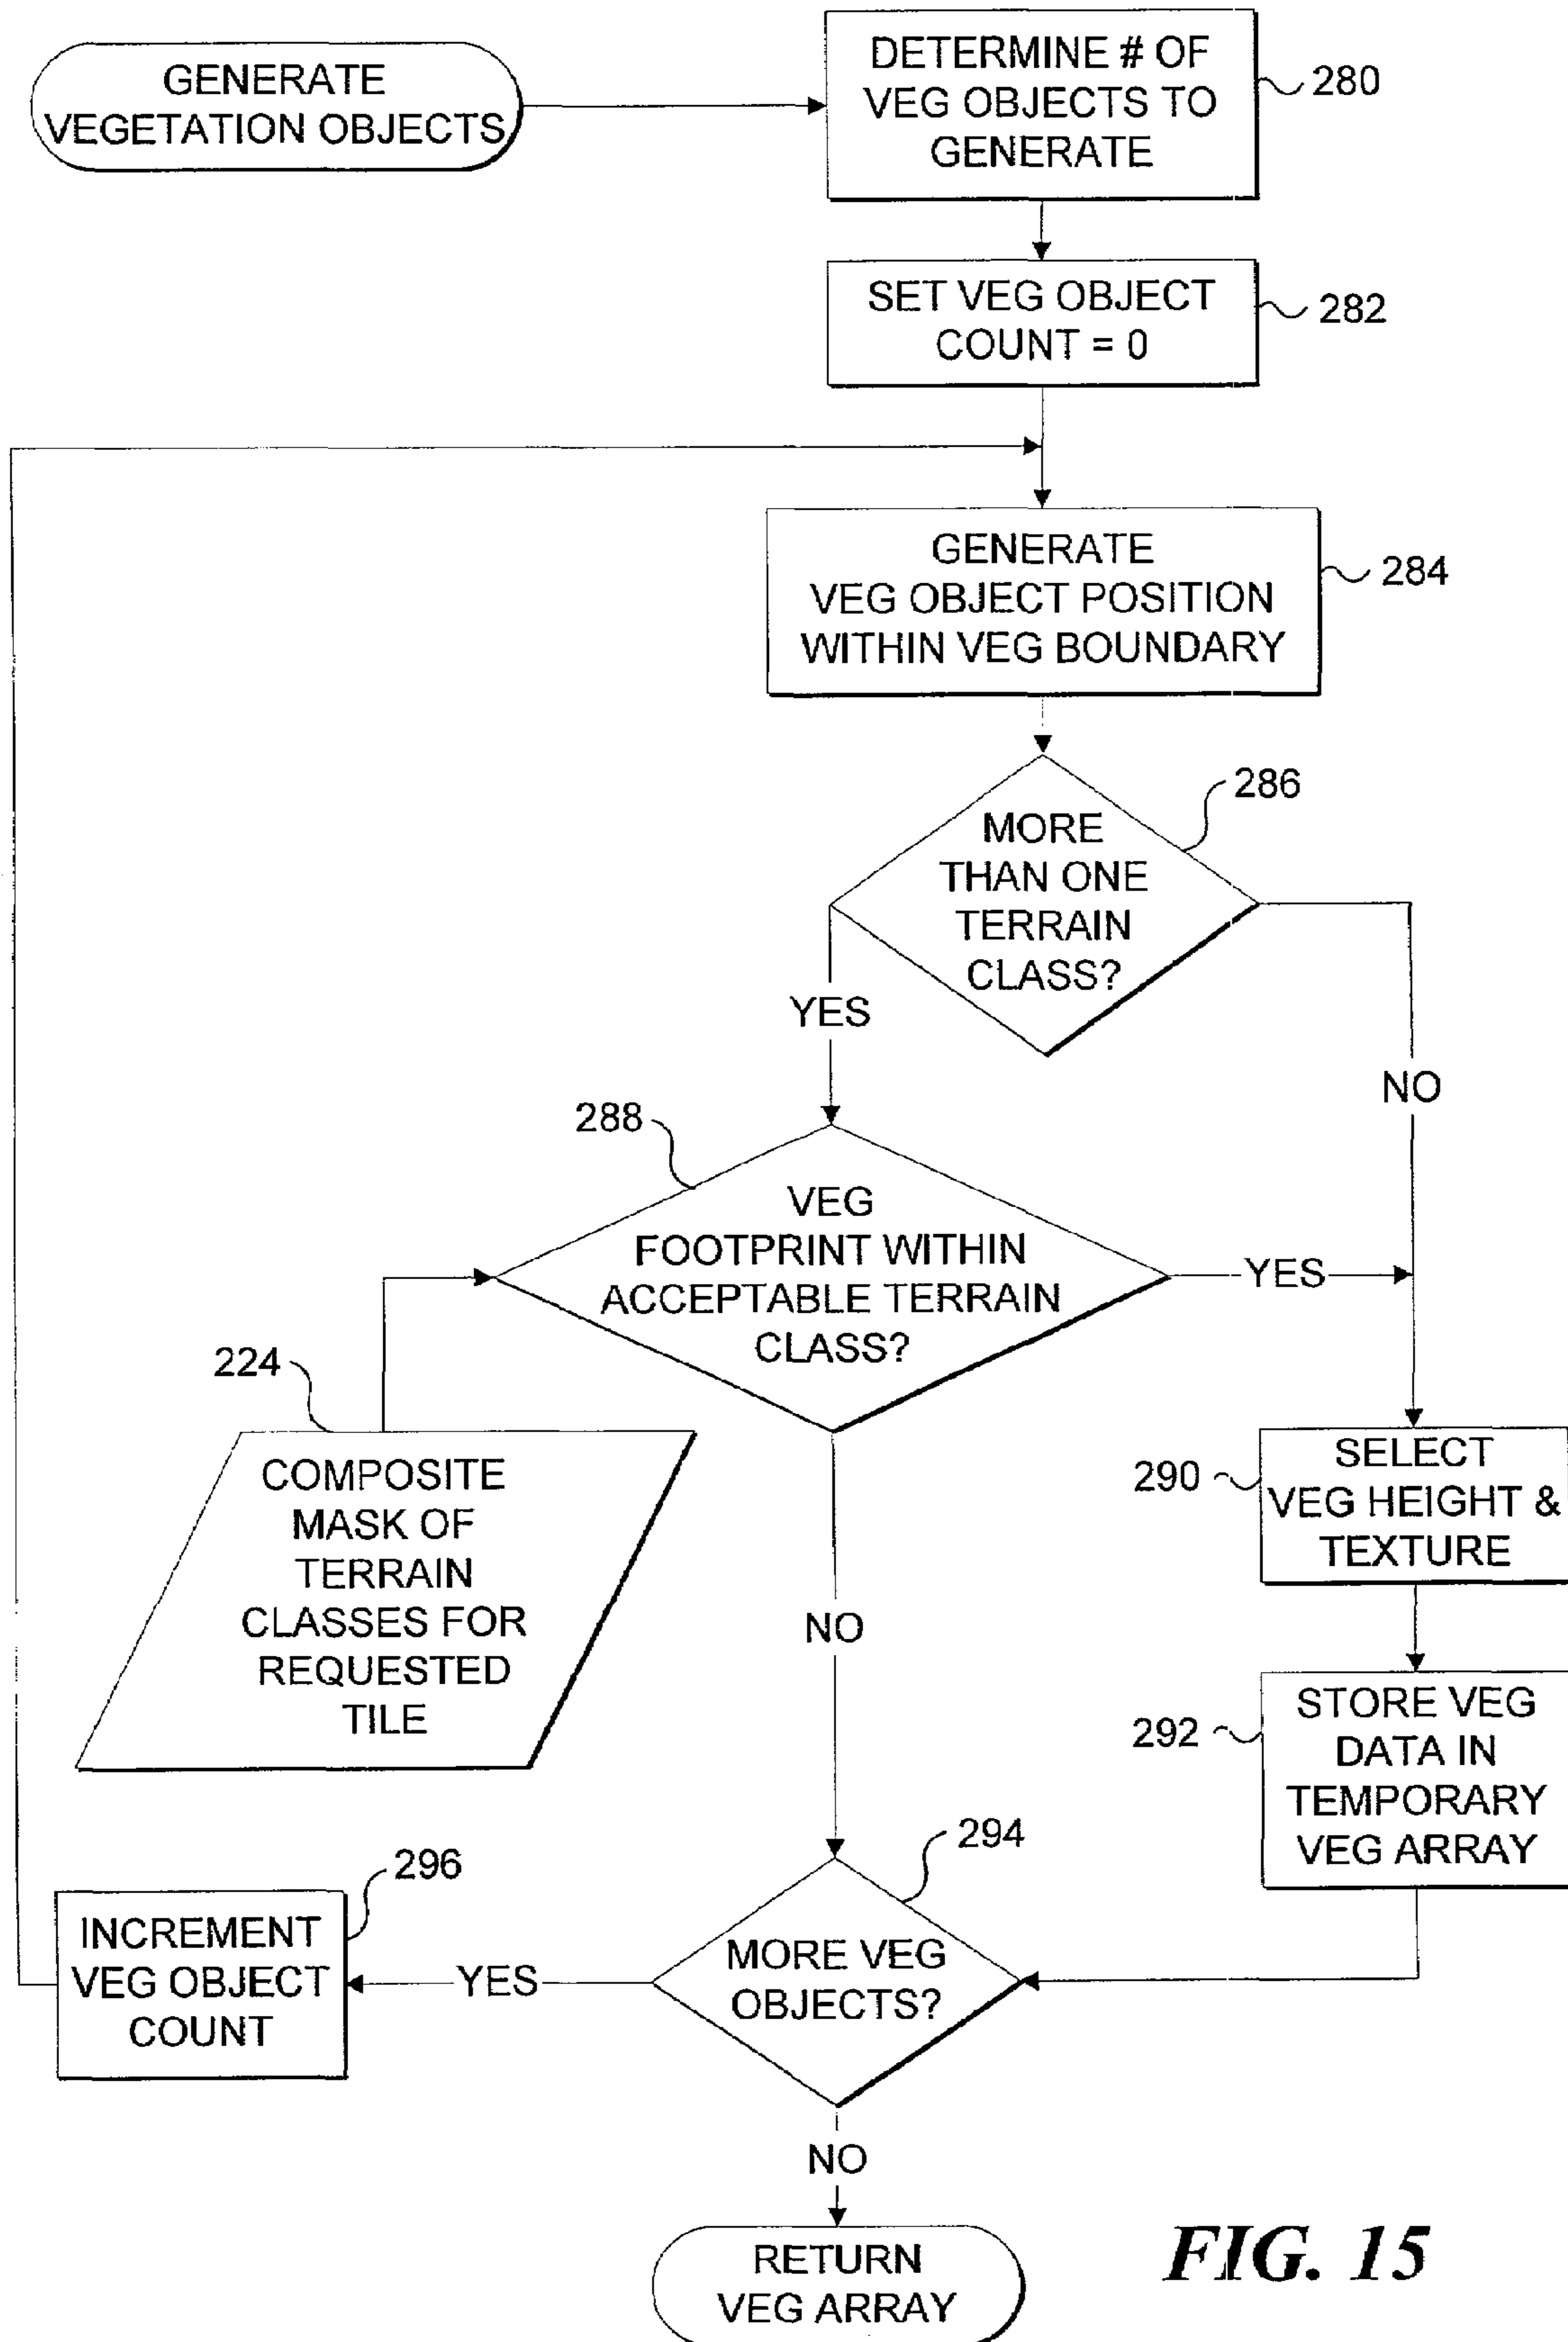 GENERATE
VEGETATION OBJECTS
DETERMINE # OF
VEG OBJECTS TO
GENERATE
280
SET VEG OBJECT
COUNT = 0
282
GENERATE
VEG OBJECT POSITION
WITHIN VEG BOUNDARY
284
MORE
THAN ONE
TERRAIN
CLASS?
286
YES
NO
288
VEG
FOOTPRINT WITHIN
ACCEPTABLE TERRAIN
CLASS?
YES
NO
224
COMPOSITE
MASK OF
TERRAIN
CLASSES FOR
REQUESTED
TILE
290
SELECT
VEG HEIGHT &
TEXTURE
292
STORE VEG
DATA IN
TEMPORARY
VEG ARRAY
294
MORE VEG
OBJECTS?
YES
296
INCREMENT
VEG OBJECT
COUNT
NO
RETURN
VEG ARRAY
FIG. 15